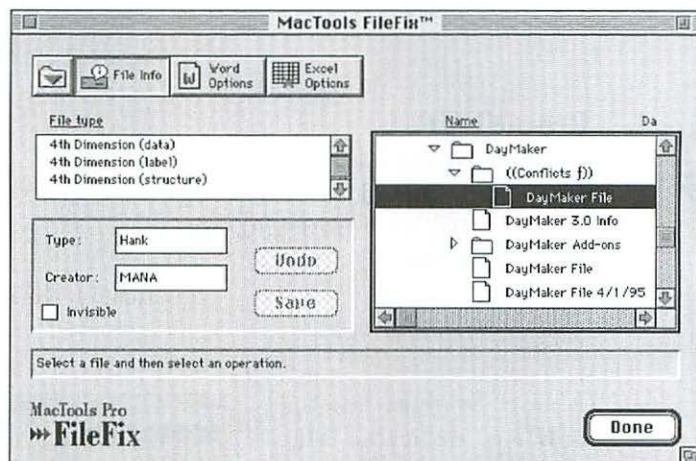 MacTools FileFix™
File Info
Word Options
Excel Options
File type
4th Dimension (data)
4th Dimension (label)
4th Dimension (structure)
Type: Hank
Creator: MANA
Invisible
Undo
Save
Name Da
DayMaker
((Conflicts ƒ))
DayMaker File
DayMaker 3.0 Info
DayMaker Add-ons
DayMaker File
DayMaker File 4/1/95
Select a file and then select an operation.
MacTools Pro
FileFix
Done